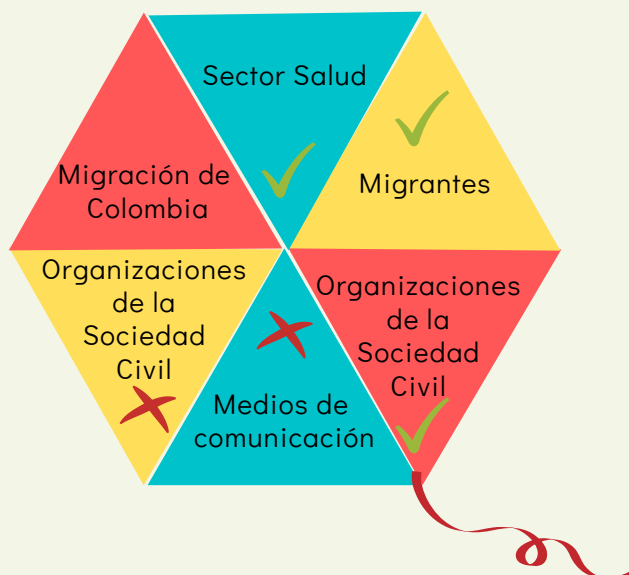 Sector Salud
Migración de
Colombia
Migrantes
Organizaciones
de la
Sociedad
Civil
Organizaciones
de la
Sociedad
Civil
Medios de
comunicación